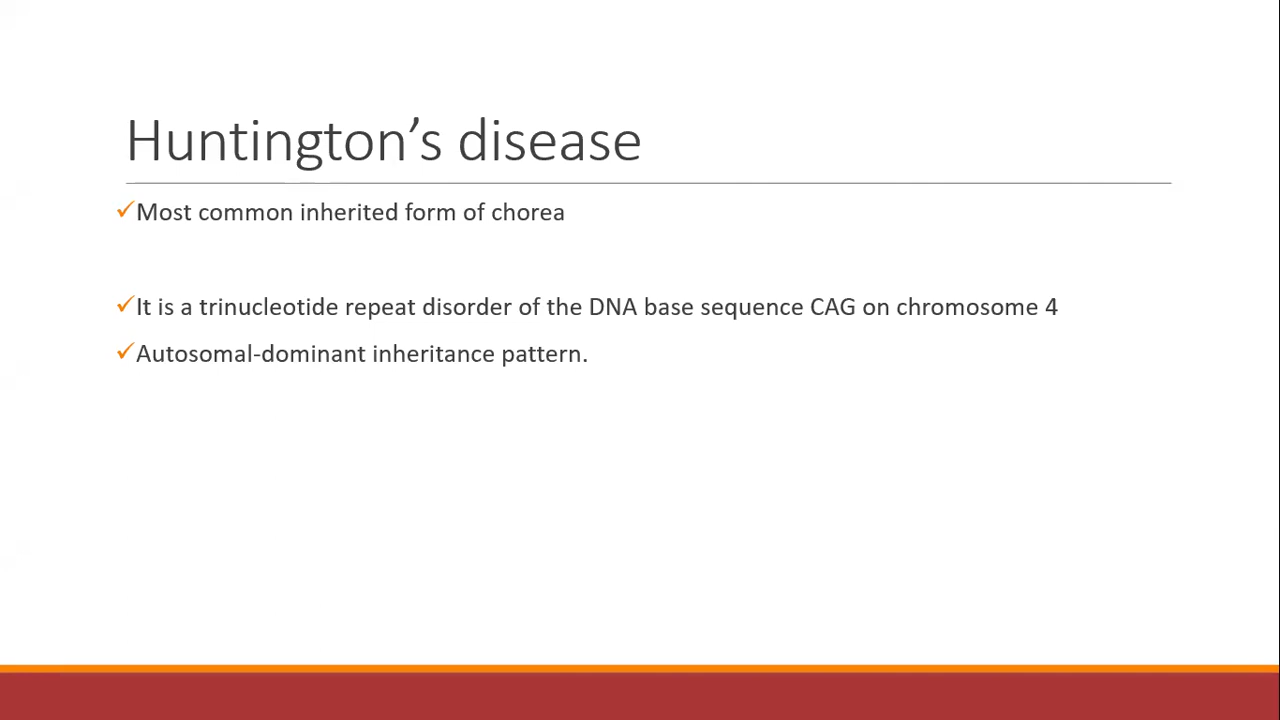 Huntington’s disease
✓Most common inherited form of chorea
✓It is a trinucleotide repeat disorder of the DNA base sequence CAG on chromosome 4
✓Autosomal-dominant inheritance pattern.